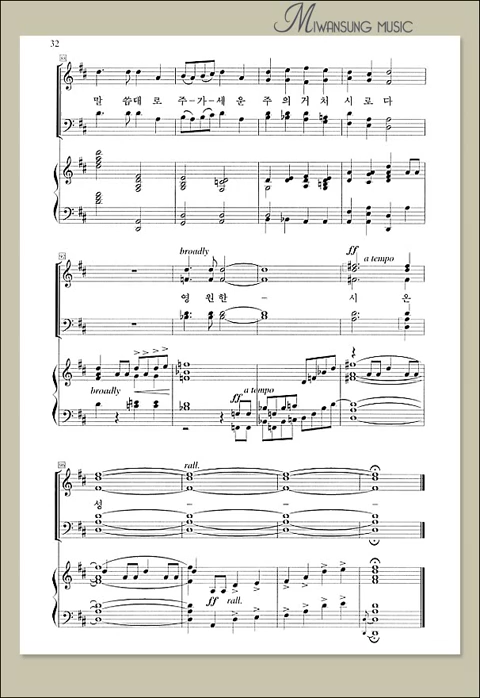 MIWANSUNG MUSIC
32
말 씀대 로 주-가-세 운 주 의 거 처 시 로 다
broadly
ff a tempo
영 원한 - 시 온
broadly
ff a tempo
rall.
성 - - -
ff rall.